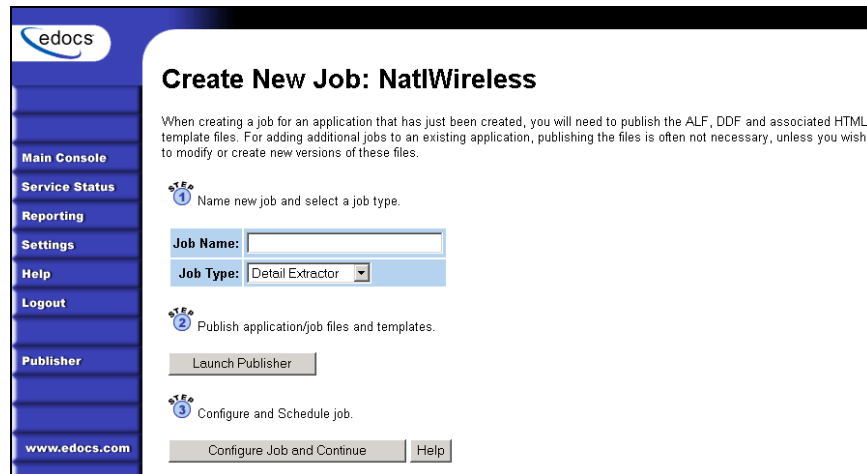 edocs
Main Console
Service Status
Reporting
Settings
Help
Logout
Publisher
www.edocs.com
Create New Job: NatlWireless
When creating a job for an application that has just been created, you will need to publish the ALF, DDF and associated HTML
template files. For adding additional jobs to an existing application, publishing the files is often not necessary, unless you wish
to modify or create new versions of these files.
STEP 1 Name new job and select a job type.
Job Name:
Job Type: Detail Extractor
STEP 2 Publish application/job files and templates.
Launch Publisher
STEP 3 Configure and Schedule job.
Configure Job and Continue Help